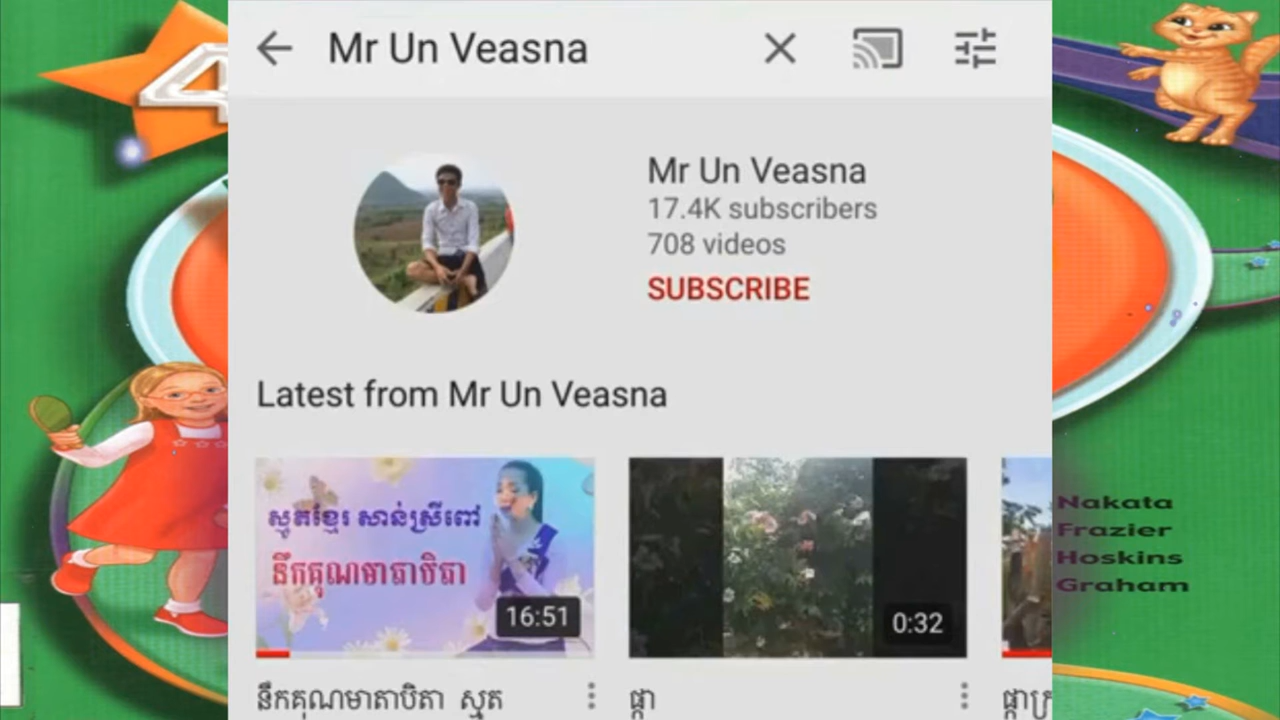 4
Mr Un Veasna
Mr Un Veasna
17.4K subscribers
708 videos
SUBSCRIBE
Latest from Mr Un Veasna
ស្មូតខ្មែរ សាន់ស្រីពៅ
នឹកគុណមាតាបិតា
16:51
0:32
នឹកគុណមាតាបិតា ស្មូត
ផ្កា
Nakata
Frazier
Hoskins
Graham